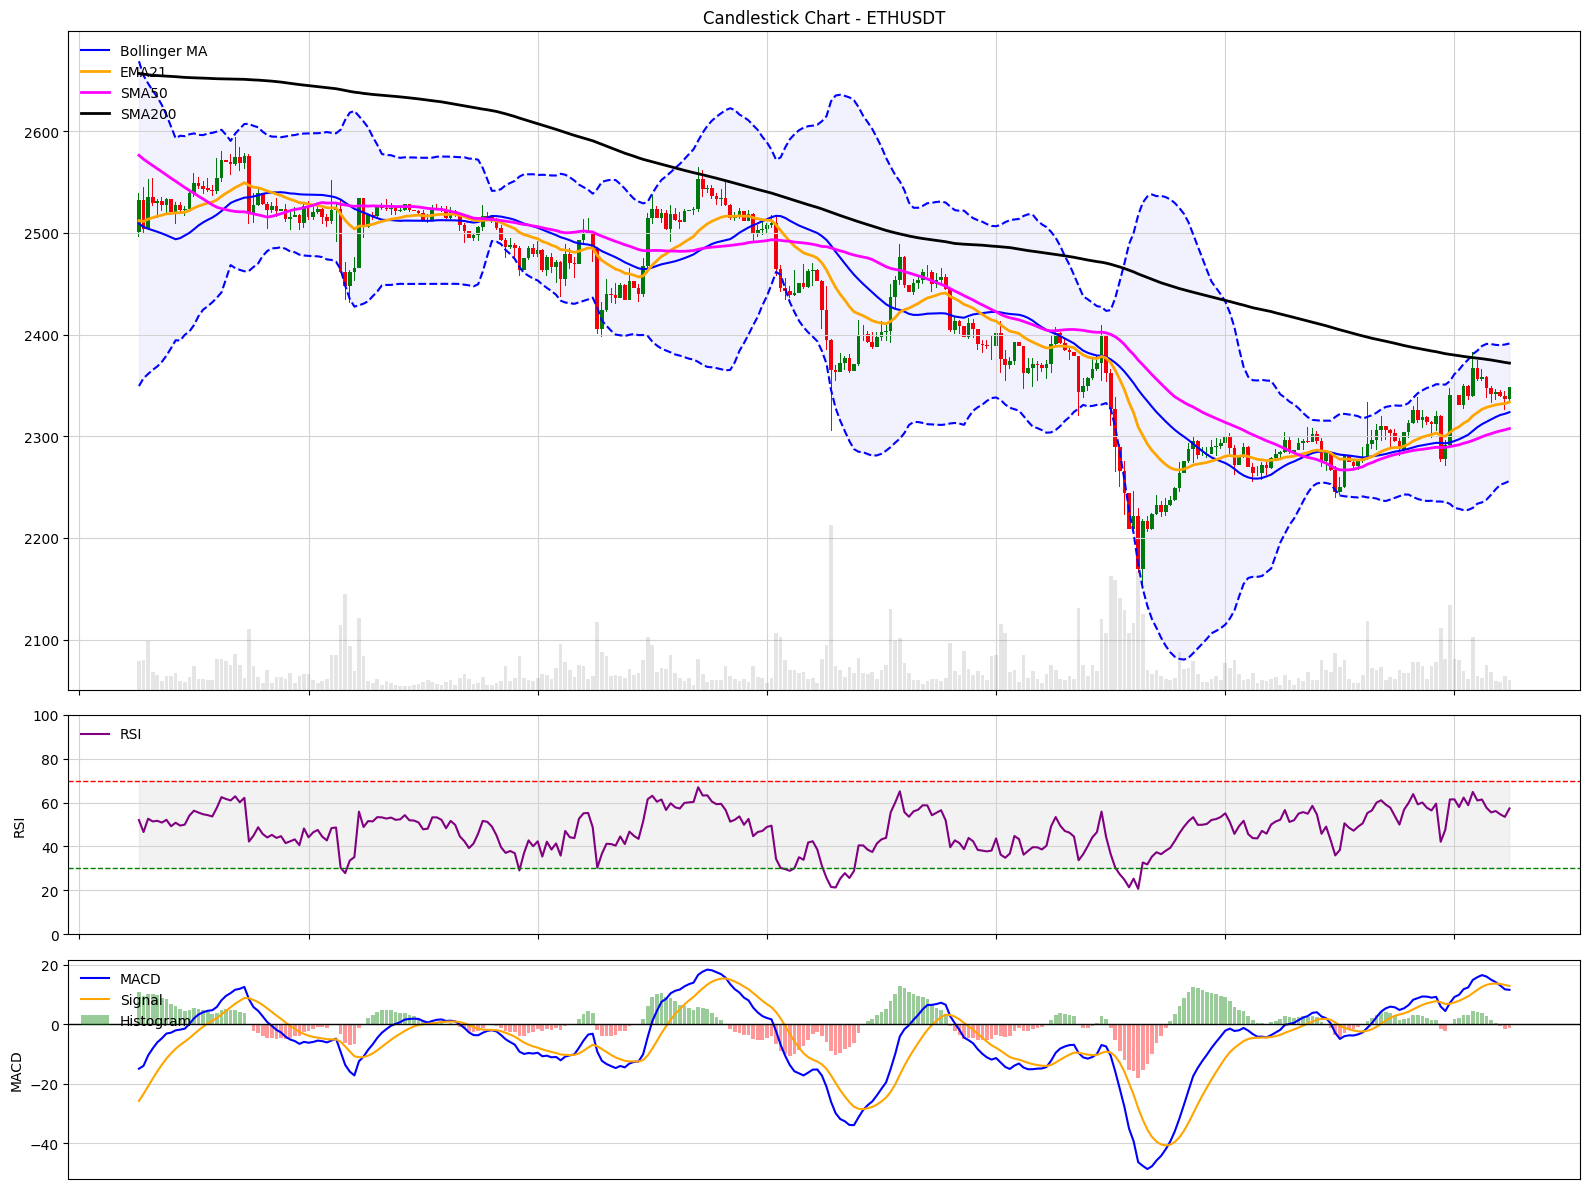 Candlestick Chart - ETHUSDT
Bollinger MA
EMA21
SMA50
SMA200
2600
2500
2400
2300
2200
2100
RSI
100
80
60
40
20
0
RSI
MACD
Signal
Histogram
20
0
−20
−40
MACD